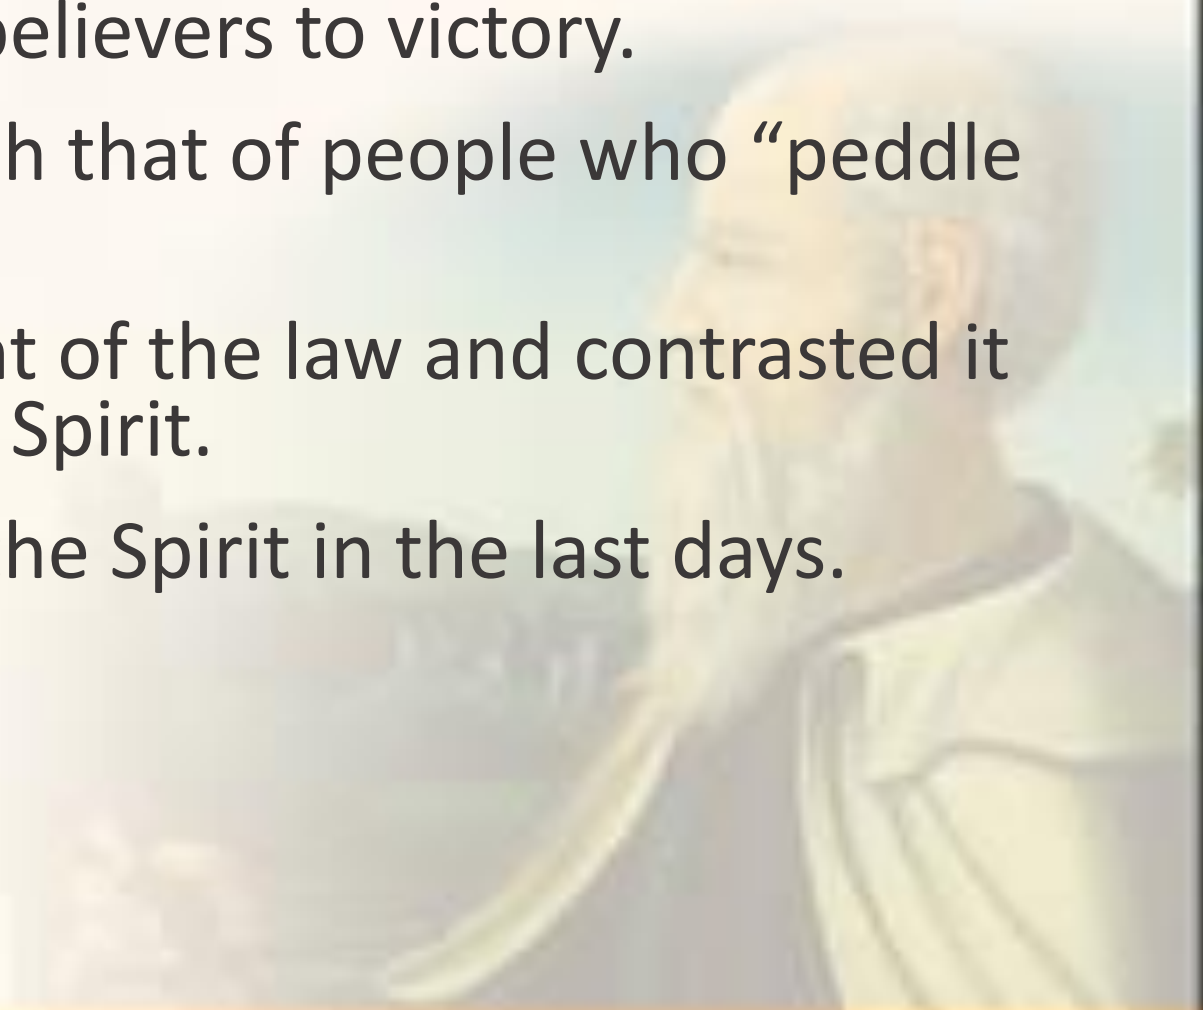 believers to victory.
h that of people who “peddle
of the law and contrasted it
Spirit.
he Spirit in the last days.